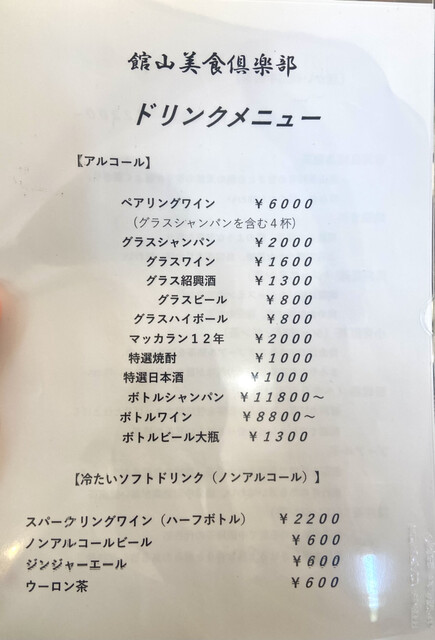 館山美食倶楽部
ドリンクメニュー
【アルコール】
ペアリングワイン ￥6000
（グラスシャンパンを含む４杯）
グラスシャンパン ￥2000
グラスワイン ￥1600
グラス紹興酒 ￥1300
グラスビール ￥800
グラスハイボール ￥800
マッカラン１２年 ￥2000
特選焼酎 ￥1000
特選日本酒 ￥1000
ボトルシャンパン ￥11800～
ボトルワイン ￥8800～
ボトルビール大瓶 ￥1300
【冷たいソフトドリンク（ノンアルコール）】
スパークリングワイン（ハーフボトル） ￥2200
ノンアルコールビール ￥600
ジンジャーエール ￥600
ウーロン茶 ￥600